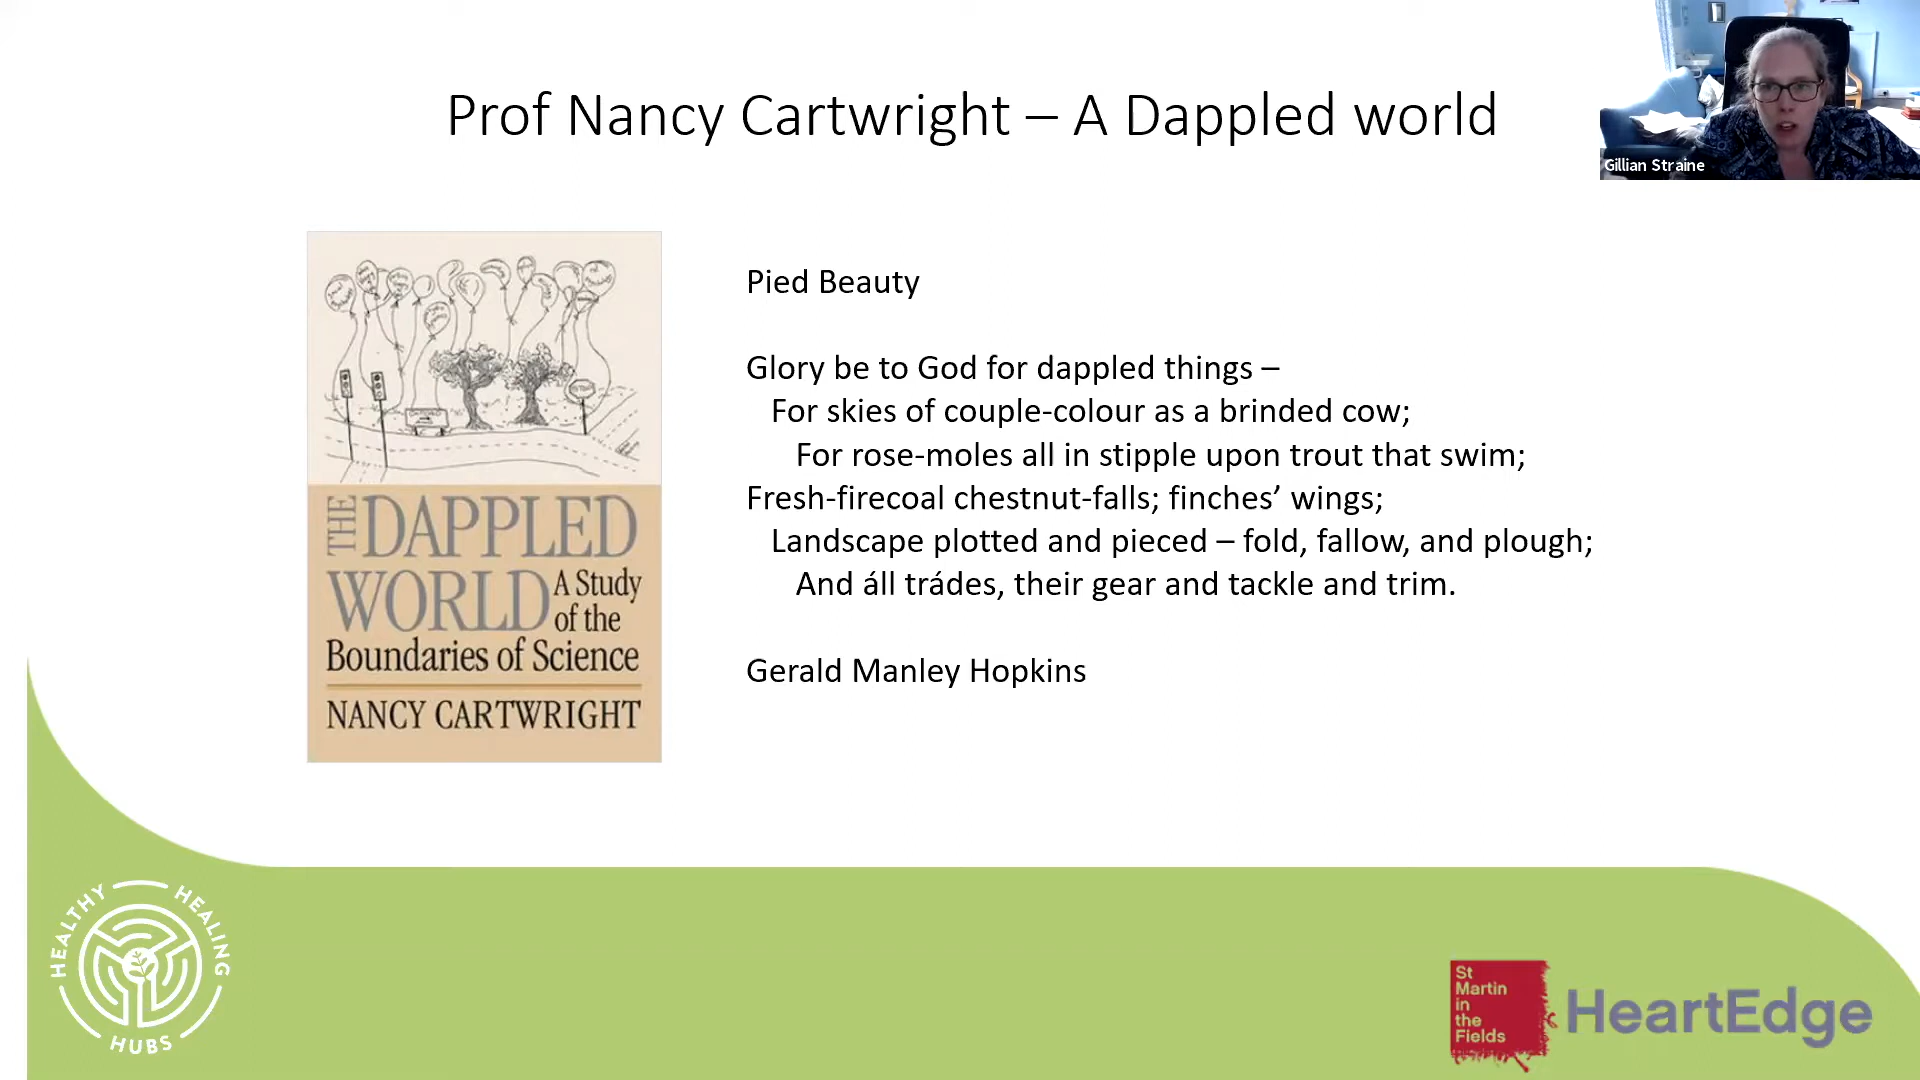 Prof Nancy Cartwright – A Dappled world
Gillian Straine
THE DAPPLED
WORLD A Study
of the
Boundaries of Science
NANCY CARTWRIGHT
Pied Beauty
Glory be to God for dappled things –
For skies of couple-colour as a brinded cow;
For rose-moles all in stipple upon trout that swim;
Fresh-firecoal chestnut-falls; finches’ wings;
Landscape plotted and pieced – fold, fallow, and plough;
And áll trádes, their gear and tackle and trim.
Gerald Manley Hopkins
HEALTHY HEALING
HUBS
St
Martin
in
the
Fields
HeartEdge